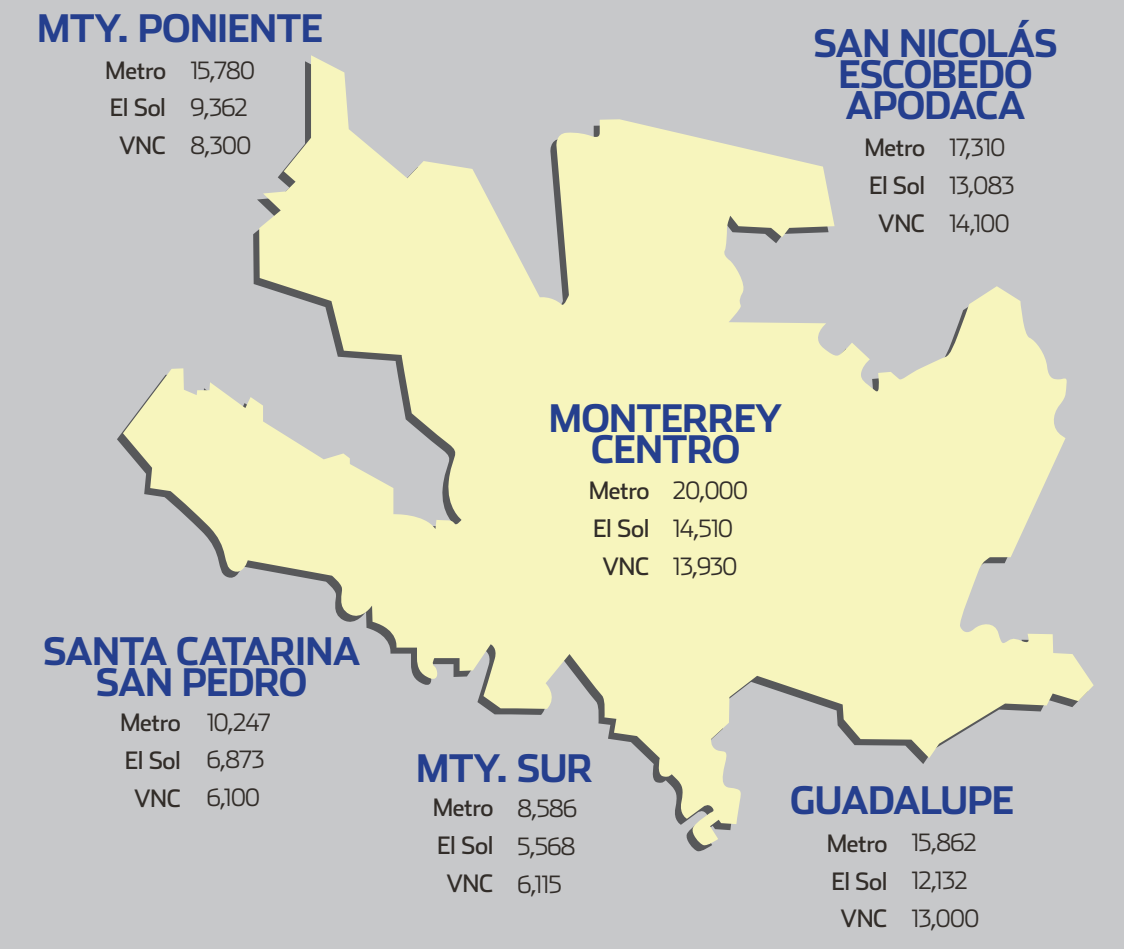 MTY. PONIENTE
Metro 15,780
El Sol 9,362
VNC 8,300
SAN NICOLÁS
ESCOBEDO
APODACA
Metro 17,310
El Sol 13,083
VNC 14,100
MONTERREY
CENTRO
Metro 20,000
El Sol 14,510
VNC 13,930
SANTA CATARINA
SAN PEDRO
Metro 10,247
El Sol 6,873
VNC 6,100
MTY. SUR
Metro 8,586
El Sol 5,568
VNC 6,115
GUADALUPE
Metro 15,862
El Sol 12,132
VNC 13,000